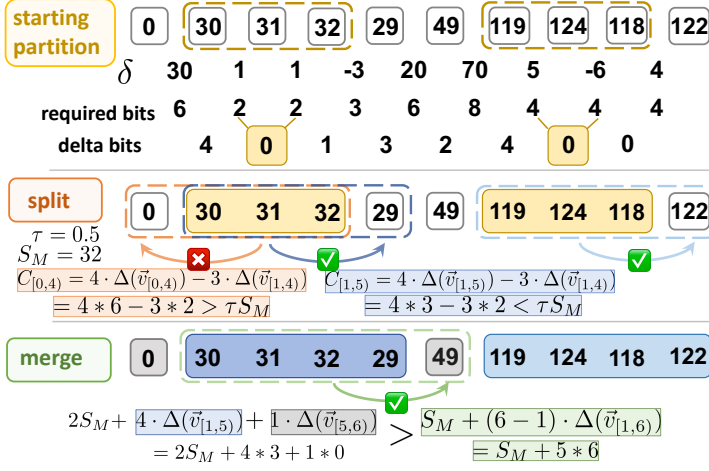 starting partition 0 30 31 32 29 49 119 124 118 122
δ 30 1 1 -3 20 70 5 -6 4
required bits 6 2 2 3 6 8 4 4 4
delta bits 4 0 1 3 2 4 0 0
split 0 30 31 32 29 49 119 124 118 122
τ = 0.5
S_M = 32
C_{[0,4)} = 4 · Δ(v⃗_{[0,4)}) − 3 · Δ(v⃗_{[1,4)}) C_{[1,5)} = 4 · Δ(v⃗_{[1,5)}) − 3 · Δ(v⃗_{[1,4)})
= 4 ∗ 6 − 3 ∗ 2 > τS_M = 4 ∗ 3 − 3 ∗ 2 < τS_M
merge 0 30 31 32 29 49 119 124 118 122
2S_M + 4 · Δ(v⃗_{[1,5)}) + 1 · Δ(v⃗_{[5,6)}) > S_M + (6 − 1) · Δ(v⃗_{[1,6)})
= 2S_M + 4 ∗ 3 + 1 ∗ 0 = S_M + 5 ∗ 6